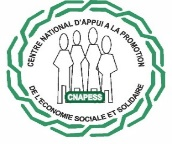 CENTRE NATIONAL D'APPUI A LA PROMOTION
CNAPESS
DE L'ECONOMIE SOCIALE ET SOLIDAIRE